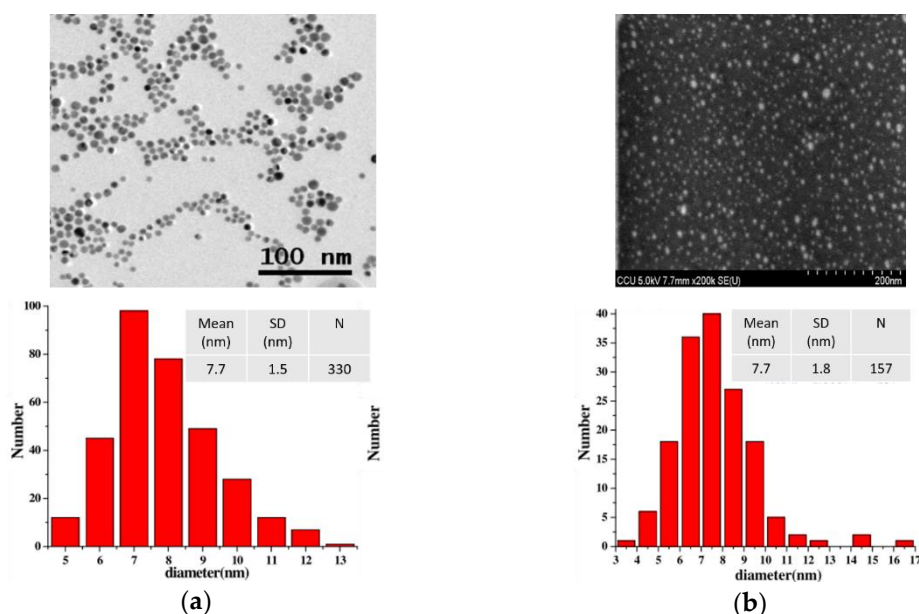 100 nm
CCU 5.0kV 7.7mm x200k SE(U)
200nm
100
80
60
40
20
0
Number
Mean (nm) SD (nm) N
7.7 1.5 330
5 6 7 8 9 10 11 12 13
diameter(nm)
(a)
Number
40
35
30
25
20
15
10
5
0
Number
Mean (nm) SD (nm) N
7.7 1.8 157
3 4 5 6 7 8 9 10 11 12 13 14 15 16 17
diameter(nm)
(b)